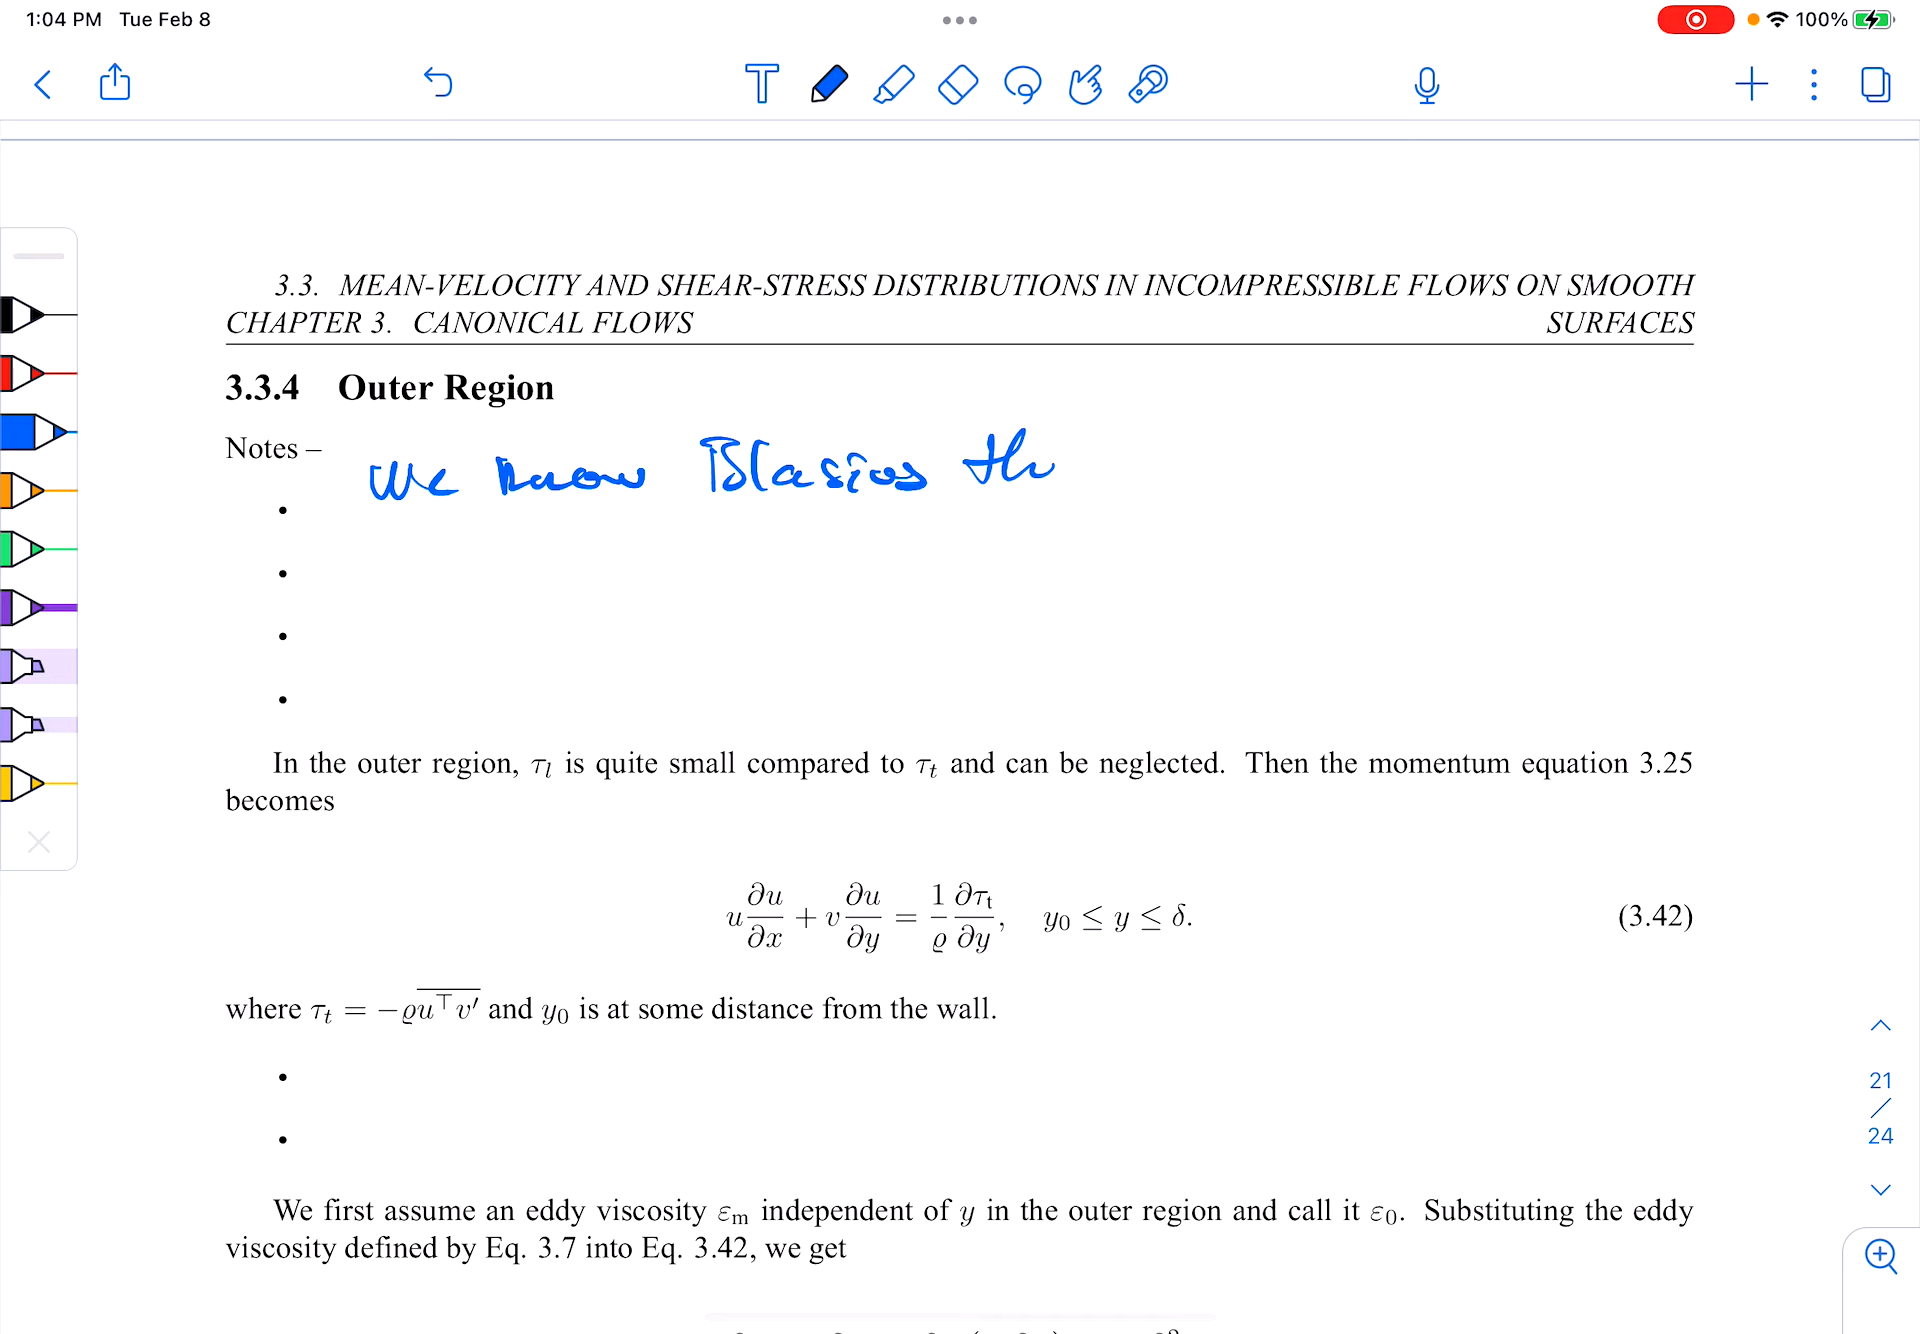 1:04 PM Tue Feb 8
100%
3.3. MEAN-VELOCITY AND SHEAR-STRESS DISTRIBUTIONS IN INCOMPRESSIBLE FLOWS ON SMOOTH
CHAPTER 3. CANONICAL FLOWS SURFACES
3.3.4 Outer Region
Notes –
We know Blasius th
•
•
•
•
In the outer region, τ_l is quite small compared to τ_t and can be neglected. Then the momentum equation 3.25
becomes
u ∂u/∂x + v ∂u/∂y = 1/ϱ ∂τ_t/∂y, y₀ ≤ y ≤ δ. (3.42)
where τ_t = −ϱ\overline{u^⊤v′} and y₀ is at some distance from the wall.
•
•
21
/
24
We first assume an eddy viscosity ε_m independent of y in the outer region and call it ε₀. Substituting the eddy
viscosity defined by Eq. 3.7 into Eq. 3.42, we get